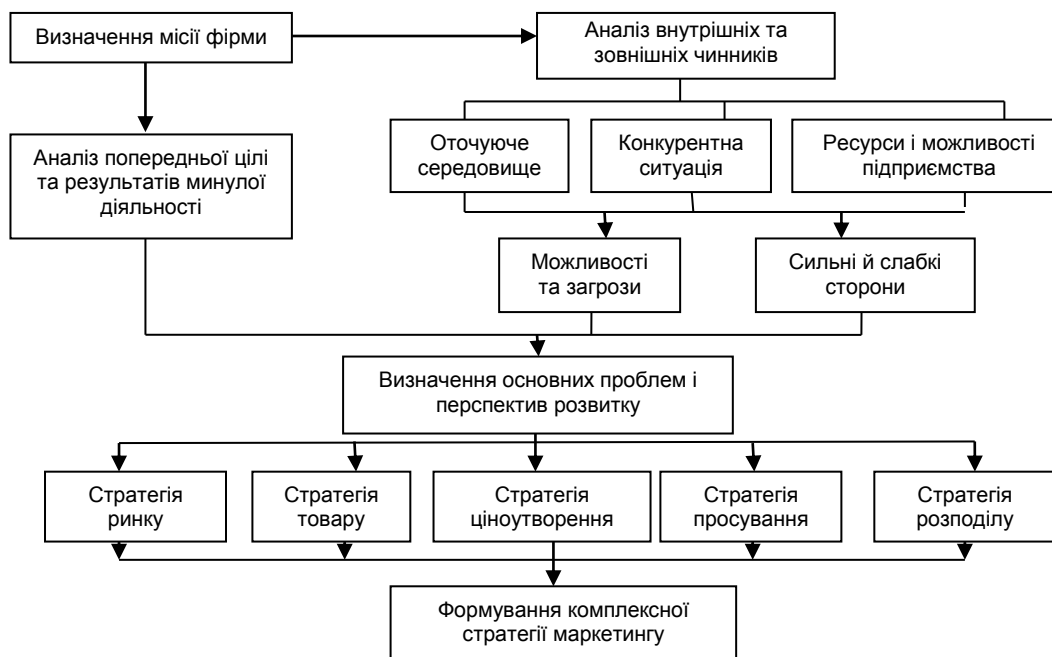 Визначення місії фірми
Аналіз внутрішніх та
зовнішніх чинників
Аналіз попередньої цілі
та результатів минулої
діяльності
Оточуюче
середовище
Конкурентна
ситуація
Ресурси і можливості
підприємства
Можливості
та загрози
Сильні й слабкі
сторони
Визначення основних проблем і
перспектив розвитку
Стратегія
ринку
Стратегія
товару
Стратегія
ціноутворення
Стратегія
просування
Стратегія
розподілу
Формування комплексної
стратегії маркетингу